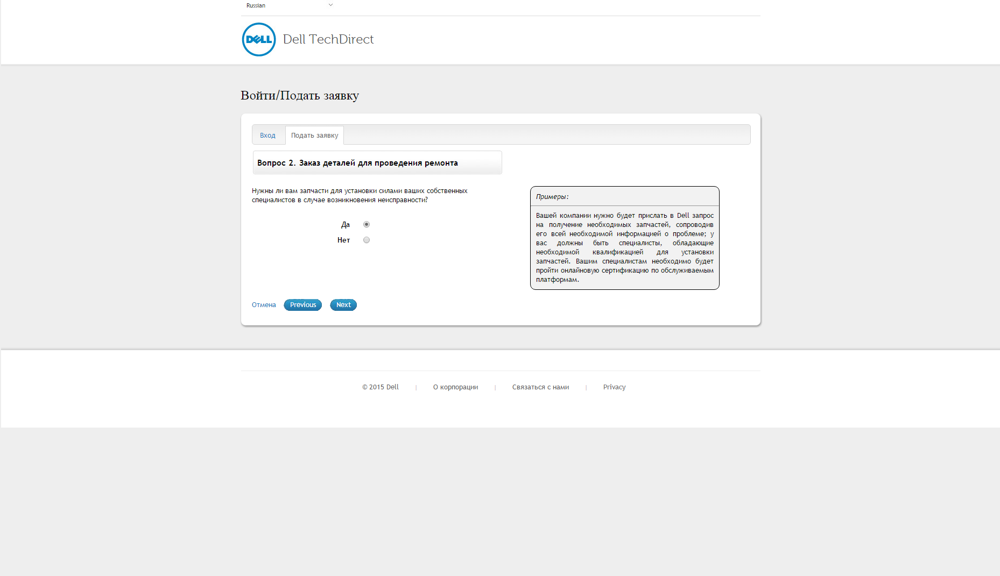 Russian
DELL
Dell TechDirect
Войти/Подать заявку
Вход Подать заявку
Вопрос 2. Заказ деталей для проведения ремонта
Нужны ли вам запчасти для установки силами ваших собственных
специалистов в случае возникновения неисправности?
Да
Нет
Примеры:
Вашей компании нужно будет прислать в Dell запрос
на получение необходимых запчастей, сопроводив
его всей необходимой информацией о проблеме; у
вас должны быть специалисты, обладающие
необходимой квалификацией для установки
запчастей. Вашим специалистам необходимо будет
пройти онлайновую сертификацию по обслуживаемым
платформам.
Отмена Previous Next
© 2015 Dell | О корпорации | Связаться с нами | Privacy